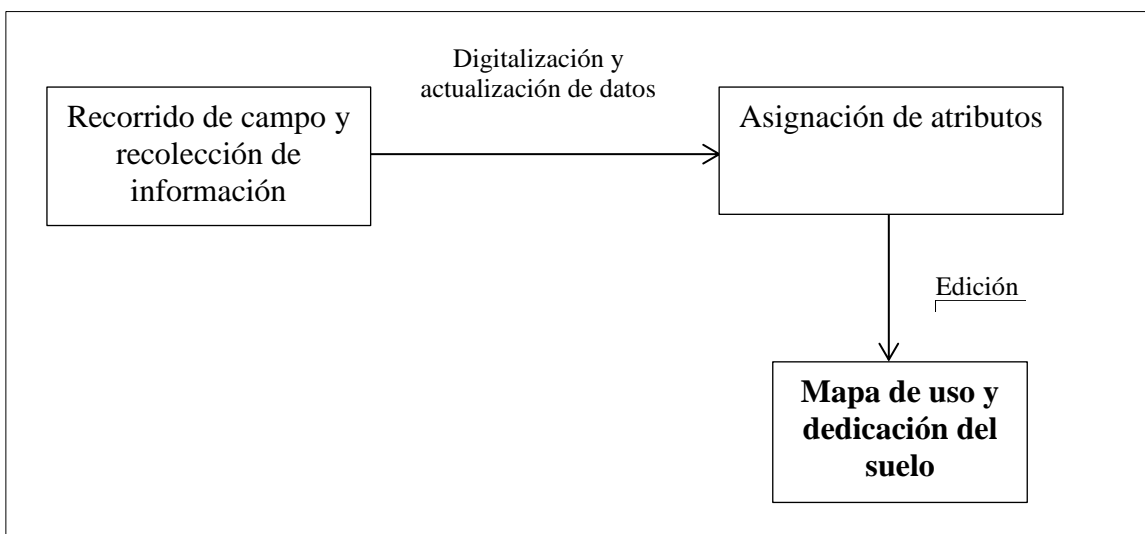 Digitalización y
actualización de datos
Recorrido de campo y
recolección de
información
Asignación de atributos
Edición
Mapa de uso y
dedicación del
suelo